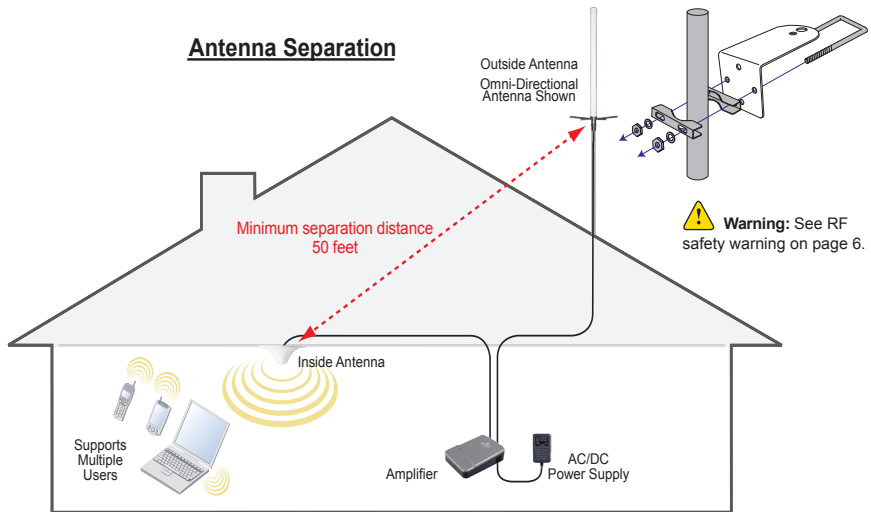 Antenna Separation
Outside Antenna
Omni-Directional
Antenna Shown
Warning: See RF
safety warning on page 6.
Minimum separation distance
50 feet
Inside Antenna
Supports
Multiple
Users
Amplifier
AC/DC
Power Supply